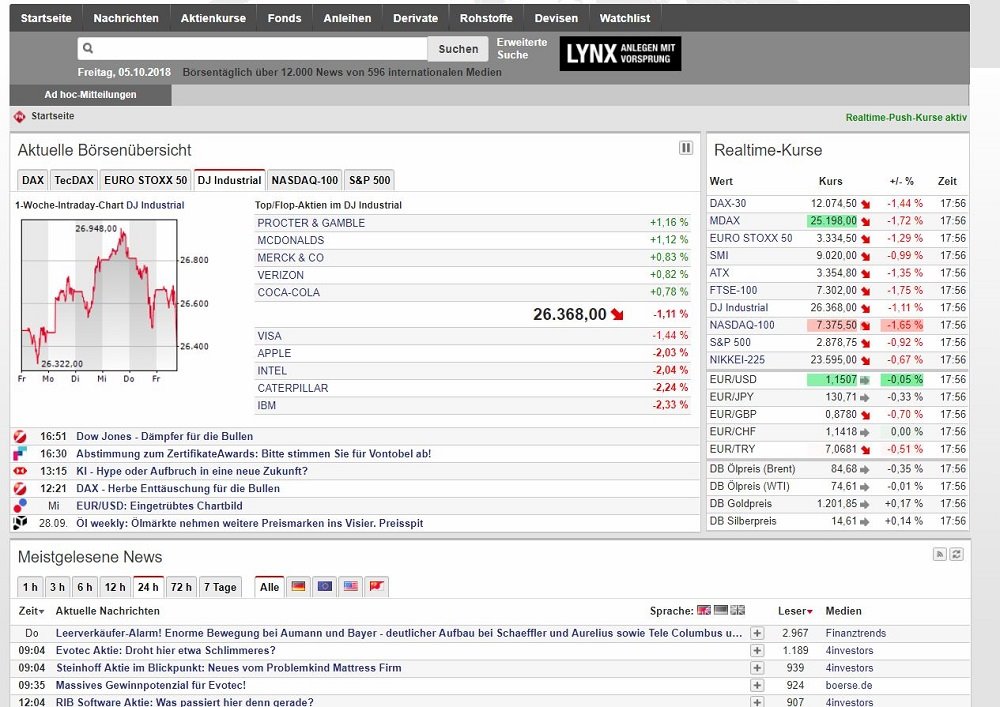 Startseite Nachrichten Aktienkurse Fonds Anleihen Derivate Rohstoffe Devisen Watchlist
Suchen Erweiterte Suche
LYNX ANLEGEN MIT VORSPRUNG
Freitag, 05.10.2018 Börsentäglich über 12.000 News von 596 internationalen Medien
Ad hoc-Mitteilungen
Startseite
Realtime-Push-Kurse aktiv
Aktuelle Börsenübersicht
DAX TecDAX EURO STOXX 50 DJ Industrial NASDAQ-100 S&P 500
1-Woche-Intraday-Chart DJ Industrial
26.948,00
26.800
26.600
26.400
26.322,00
Fr Mo Di Mi Do Fr
Top/Flop-Aktien im DJ Industrial
PROCTER & GAMBLE +1,16 %
MCDONALDS +1,12 %
MERCK & CO +0,83 %
VERIZON +0,82 %
COCA-COLA +0,78 %
26.368,00 -1,11 %
VISA -1,44 %
APPLE -2,03 %
INTEL -2,04 %
CATERPILLAR -2,24 %
IBM -2,33 %
16:51 Dow Jones - Dämpfer für die Bullen
16:30 Abstimmung zum ZertifikateAwards: Bitte stimmen Sie für Vontobel ab!
13:15 KI - Hype oder Aufbruch in eine neue Zukunft?
12:21 DAX - Herbe Enttäuschung für die Bullen
Mi EUR/USD: Eingetrübtes Chartbild
28.09. Öl weekly: Ölmärkte nehmen weitere Preismarken ins Visier. Preisspit
Realtime-Kurse
Wert Kurs +/- % Zeit
DAX-30 12.074,50 -1,44 % 17:56
MDAX 25.198,00 -1,72 % 17:56
EURO STOXX 50 3.334,50 -1,29 % 17:56
SMI 9.020,00 -0,99 % 17:56
ATX 3.354,80 -1,35 % 17:56
FTSE-100 7.302,00 -1,75 % 17:56
DJ Industrial 26.368,00 -1,11 % 17:56
NASDAQ-100 7.375,50 -1,65 % 17:56
S&P 500 2.878,75 -0,92 % 17:56
NIKKEI-225 23.595,00 -0,67 % 17:56
EUR/USD 1,1507 -0,05 % 17:56
EUR/JPY 130,71 -0,33 % 17:56
EUR/GBP 0,8780 -0,70 % 17:56
EUR/CHF 1,1418 0,00 % 17:56
EUR/TRY 7,0681 -0,51 % 17:56
DB Ölpreis (Brent) 84,68 -0,35 % 17:56
DB Ölpreis (WTI) 74,61 -0,01 % 17:56
DB Goldpreis 1.201,85 +0,17 % 17:56
DB Silberpreis 14,61 +0,14 % 17:56
Meistgelesene News
1 h 3 h 6 h 12 h 24 h 72 h 7 Tage Alle
Zeit Aktuelle Nachrichten Sprache: Leser Medien
Do Leerverkäufer-Alarm! Enorme Bewegung bei Aumann und Bayer - deutlicher Aufbau bei Schaeffler und Aurelius sowie Tele Columbus u... 2.967 Finanztrends
09:04 Evotec Aktie: Droht hier etwa Schlimmeres? 1.189 4investors
09:04 Steinhoff Aktie im Blickpunkt: Neues vom Problemkind Mattress Firm 939 4investors
09:35 Massives Gewinnpotenzial für Evotec! 924 boerse.de
12:04 RIB Software Aktie: Was passiert hier denn gerade? 907 4investors